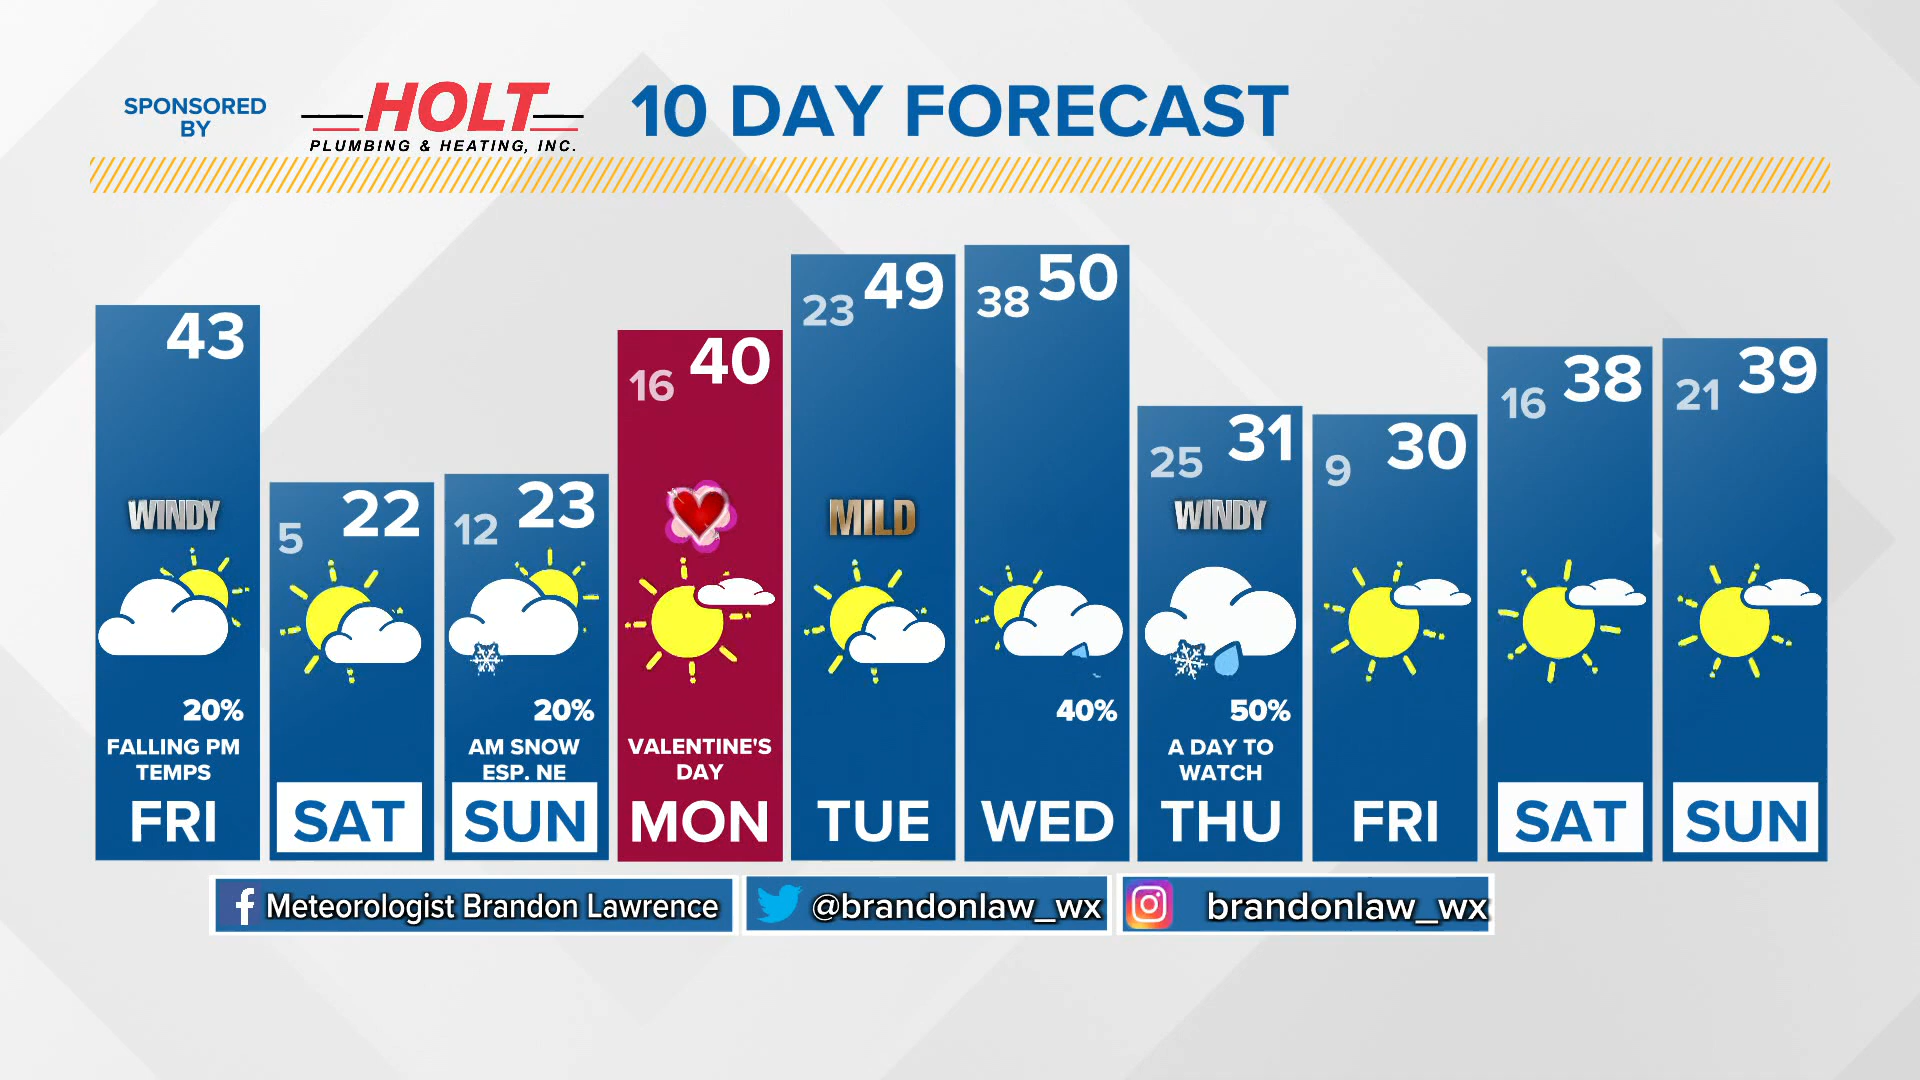 SPONSORED
BY
HOLT
PLUMBING & HEATING, INC.
10 DAY FORECAST
43
WINDY
20%
FALLING PM
TEMPS
FRI
5 22
SAT
12 23
20%
AM SNOW
ESP. NE
SUN
16 40
VALENTINE'S
DAY
MON
23 49
MILD
TUE
38 50
40%
WED
25 31
WINDY
50%
A DAY TO
WATCH
THU
9 30
FRI
16 38
SAT
21 39
SUN
f Meteorologist Brandon Lawrence
@brandonlaw_wx
brandonlaw_wx